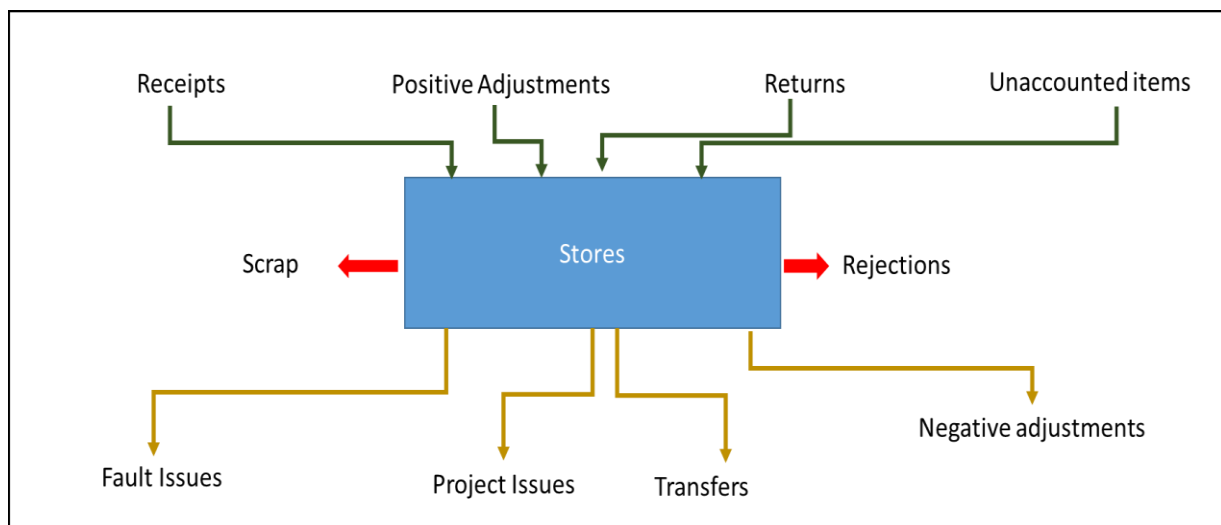 Receipts
Positive Adjustments
Returns
Unaccounted items
Scrap
Stores
Rejections
Fault Issues
Project Issues
Transfers
Negative adjustments